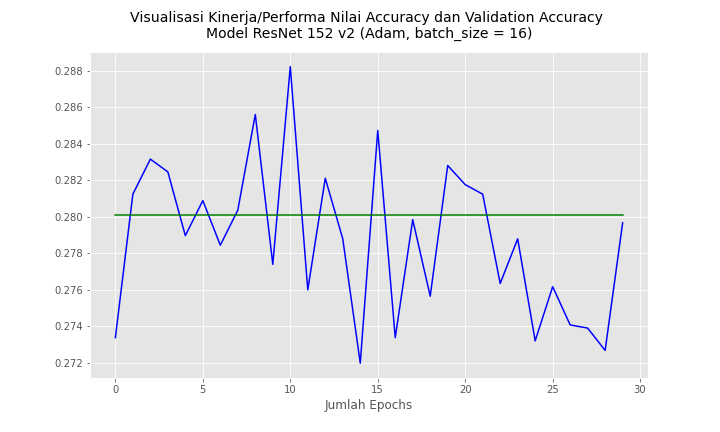 Visualisasi Kinerja/Performa Nilai Accuracy dan Validation Accuracy
Model ResNet 152 v2 (Adam, batch_size = 16)
0.288
0.286
0.284
0.282
0.280
0.278
0.276
0.274
0.272
0 5 10 15 20 25 30
Jumlah Epochs